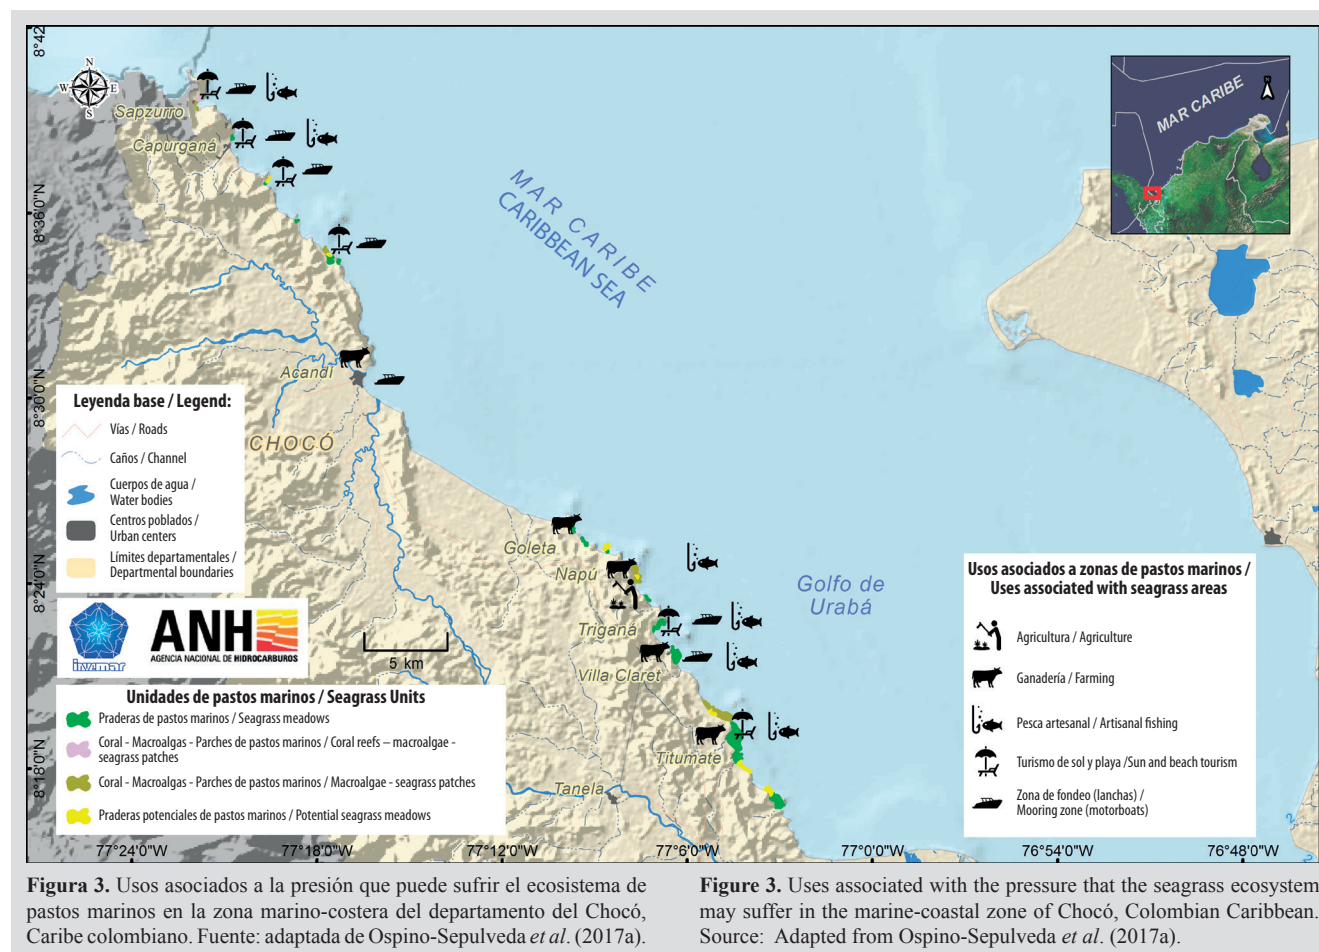 8°42
8°36'0"N
8°30'0"N
8°24'0"N
8°18'0"N
N
W
E
S
Sapzurro
Capurganá
MAR CARIBE
CARIBBEAN SEA
MAR CARIBE
N
Acandí
CHOCÓ
Leyenda base / Legend:
Vías / Roads
Caños / Channel
Cuerpos de agua /
Water bodies
Centros poblados /
Urban centers
Límites departamentales /
Departmental boundaries
Goleta
Napú
Triganá
Villa Claret
Titumate
Tanela
Golfo de
Urabá
invemar
ANH
AGENCIA NACIONAL DE HIDROCARBUROS
5 km
Unidades de pastos marinos / Seagrass Units
Praderas de pastos marinos / Seagrass meadows
Coral - Macroalgas - Parches de pastos marinos / Coral reefs – macroalgae -
seagrass patches
Coral - Macroalgas - Parches de pastos marinos / Macroalgae - seagrass patches
Praderas potenciales de pastos marinos / Potential seagrass meadows
Usos asociados a zonas de pastos marinos /
Uses associated with seagrass areas
Agricultura / Agriculture
Ganadería / Farming
Pesca artesanal / Artisanal fishing
Turismo de sol y playa /Sun and beach tourism
Zona de fondeo (lanchas) /
Mooring zone (motorboats)
2
2
77°24'0"W
77°18'0"W
77°12'0"W
77°6'0"W
77°0'0"W
76°54'0"W
76°48'0"W
Figura 3. Usos asociados a la presión que puede sufrir el ecosistema de
pastos marinos en la zona marino-costera del departamento del Chocó,
Caribe colombiano. Fuente: adaptada de Ospino-Sepulveda et al. (2017a).
Figure 3. Uses associated with the pressure that the seagrass ecosystem
may suffer in the marine-coastal zone of Chocó, Colombian Caribbean.
Source: Adapted from Ospino-Sepulveda et al. (2017a).